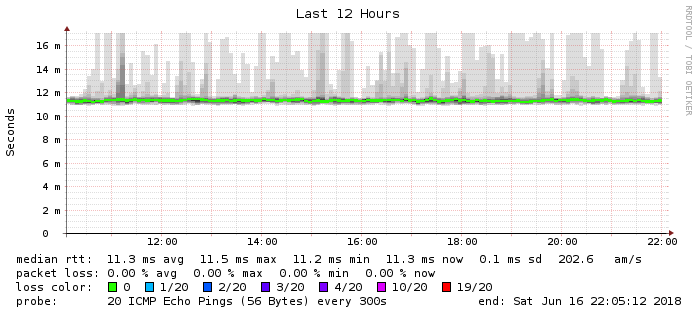 Last 12 Hours
RRDTOOL / TOBI OETIKER
Seconds
16 m
14 m
12 m
10 m
8 m
6 m
4 m
2 m
0
12:00 14:00 16:00 18:00 20:00 22:00
median rtt: 11.3 ms avg 11.5 ms max 11.2 ms min 11.3 ms now 0.1 ms sd 202.6 am/s
packet loss: 0.00 % avg 0.00 % max 0.00 % min 0.00 % now
loss color: 0 1/20 2/20 3/20 4/20 10/20 19/20
probe: 20 ICMP Echo Pings (56 Bytes) every 300s end: Sat Jun 16 22:05:12 2018